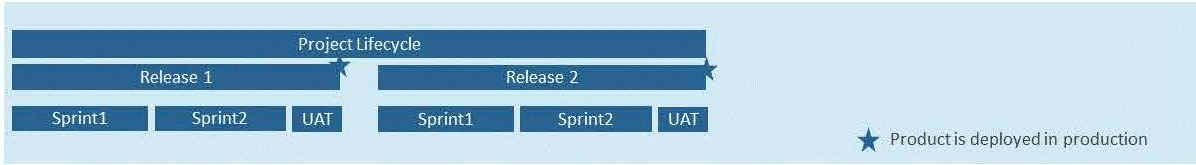 Project Lifecycle
Release 1 Release 2
Sprint1 Sprint2 UAT Sprint1 Sprint2 UAT
Product is deployed in production